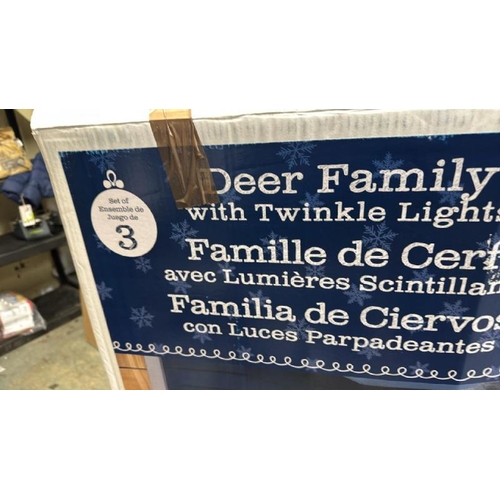 Set of
Ensemble de
Juego de
3
Deer Family
with Twinkle Lights
Famille de Cerf
avec Lumières Scintillan
Familia de Ciervos
con Luces Parpadeantes